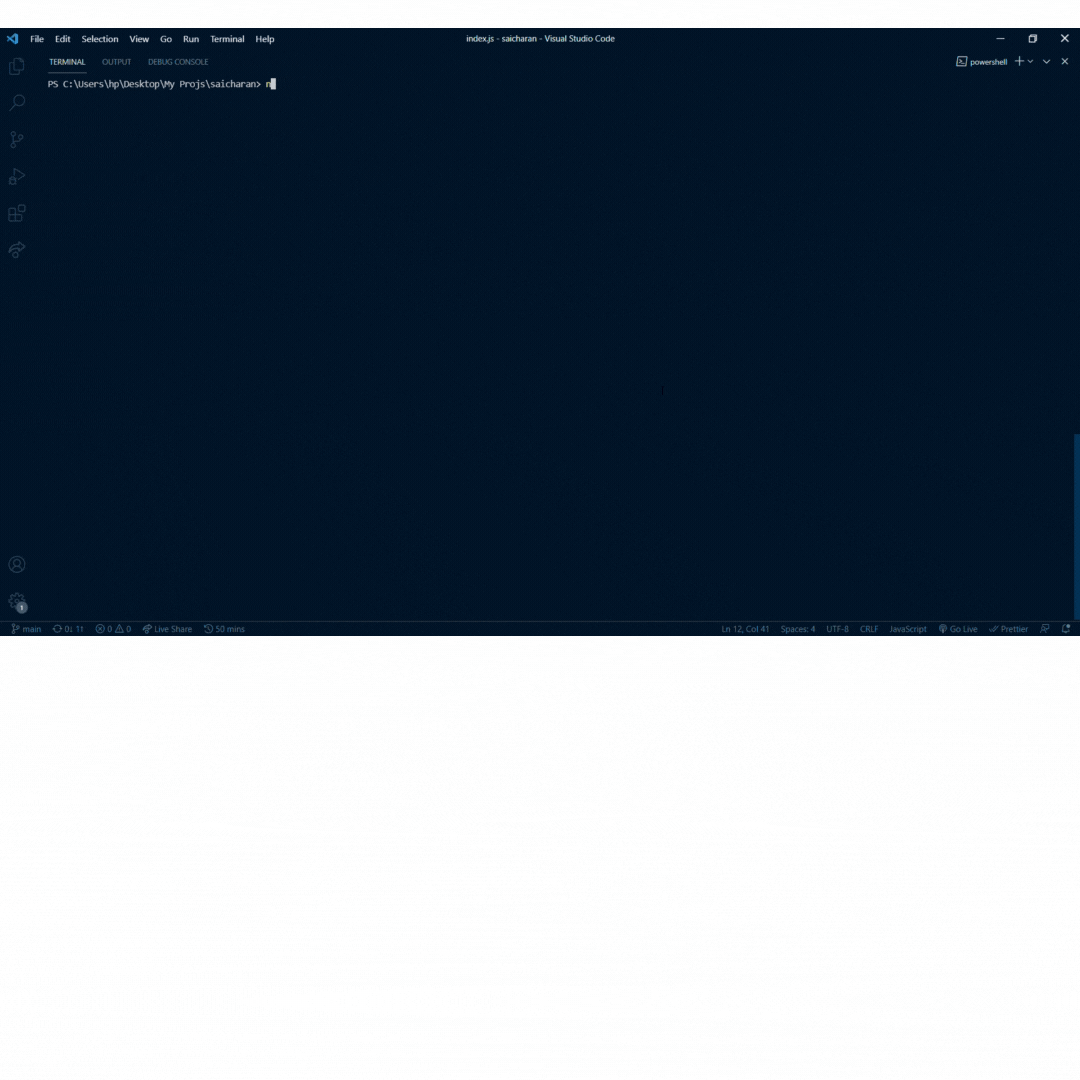 File Edit Selection View Go Run Terminal Help index.js - saicharan - Visual Studio Code
TERMINAL OUTPUT DEBUG CONSOLE powershell
PS C:\Users\hp\Desktop\My Projs\saicharan> n
1
main 0↓ 1↑ 0 0 Live Share 50 mins Ln 12, Col 41 Spaces: 4 UTF-8 CRLF JavaScript Go Live Prettier